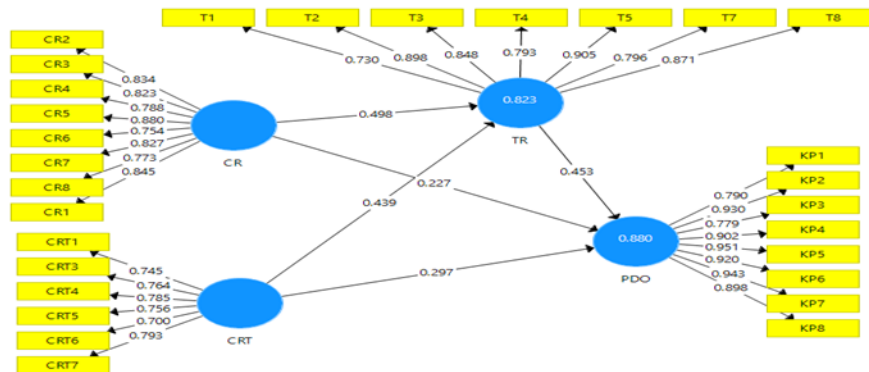 T1 T2 T3 T4 T5 T7 T8
0.730 0.898 0.848 0.793 0.905 0.796 0.871
CR2
CR3
CR4
CR5
CR6
CR7
CR8
CR1
0.834
0.823
0.788
0.880
0.754
0.827
0.773
0.845
CR
0.498
0.823
TR
0.439
0.227
0.453
0.297
CRT1
CRT3
CRT4
CRT5
CRT6
CRT7
0.745
0.764
0.785
0.756
0.700
0.793
CRT
0.880
PDO
0.790
0.930
0.779
0.902
0.951
0.920
0.943
0.898
KP1
KP2
KP3
KP4
KP5
KP6
KP7
KP8